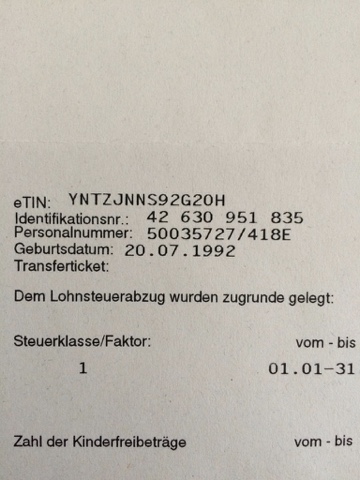 eTIN: YNTZJNNS92G20H
Identifikationsnr.: 42 630 951 835
Personalnummer: 50035727/418E
Geburtsdatum: 20.07.1992
Transferticket:
Dem Lohnsteuerabzug wurden zugrunde gelegt:
Steuerklasse/Faktor: vom - bis
1 01.01-31
Zahl der Kinderfreibeträge vom - bis